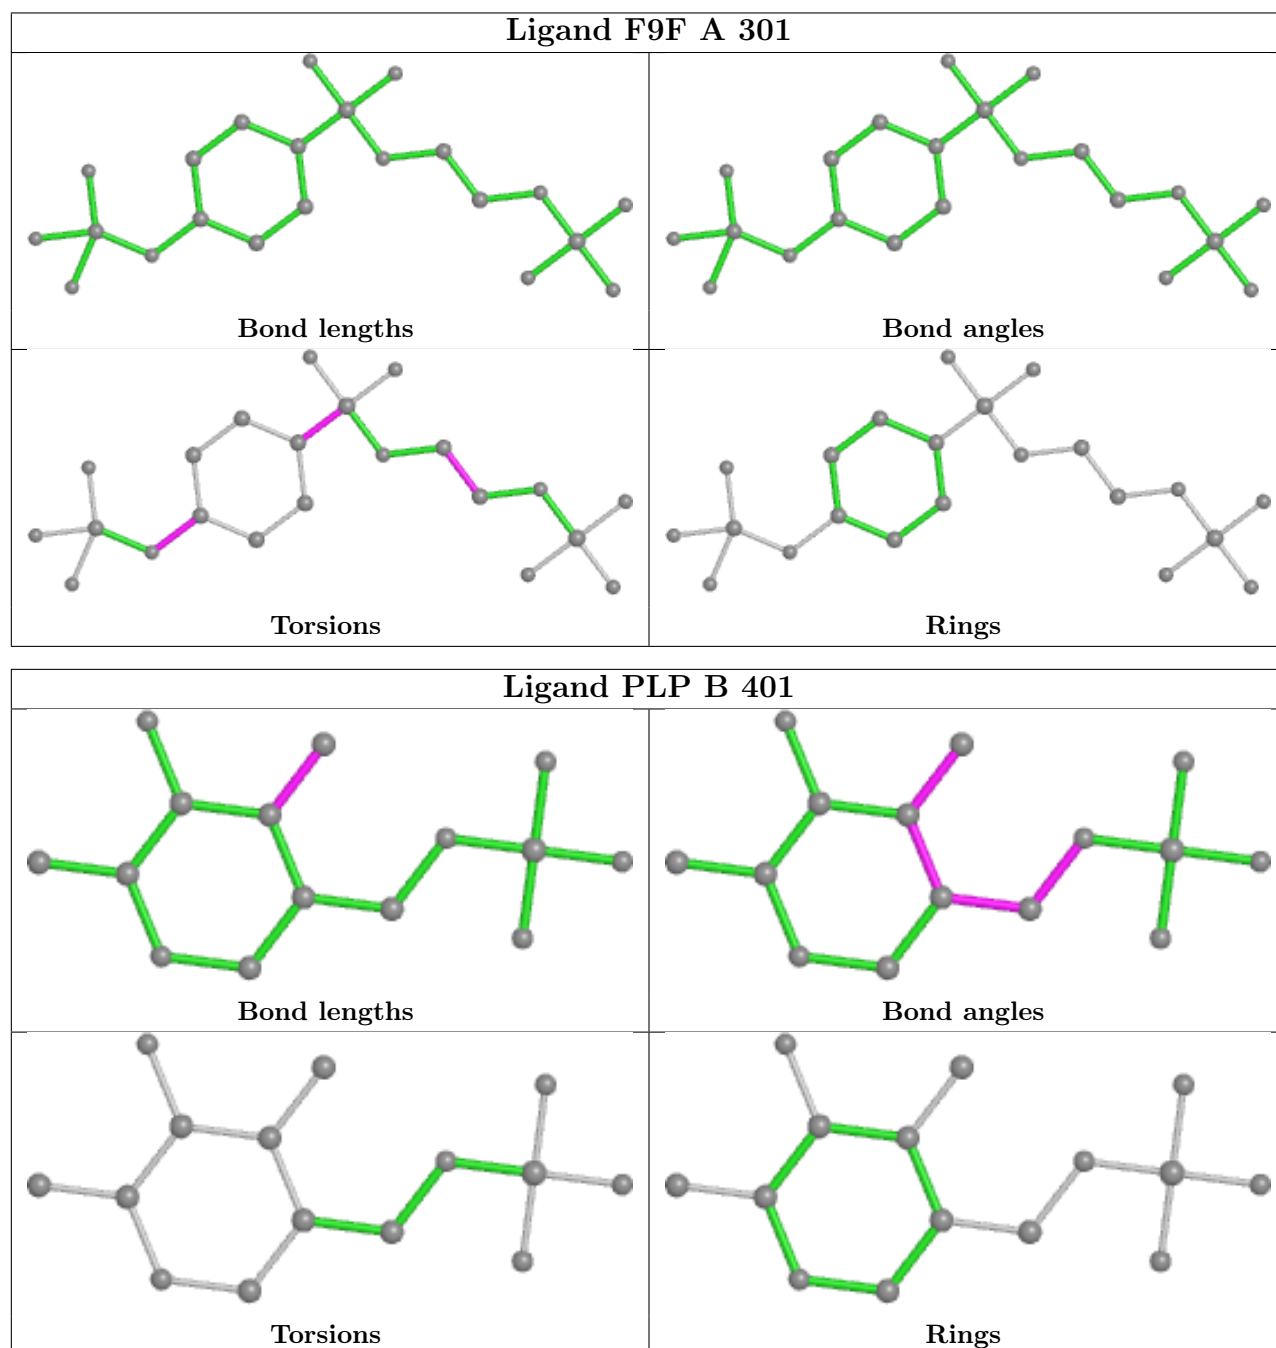 Ligand F9F A 301
Bond lengths
Bond angles
Torsions
Rings
Ligand PLP B 401
Bond lengths
Bond angles
Torsions
Rings